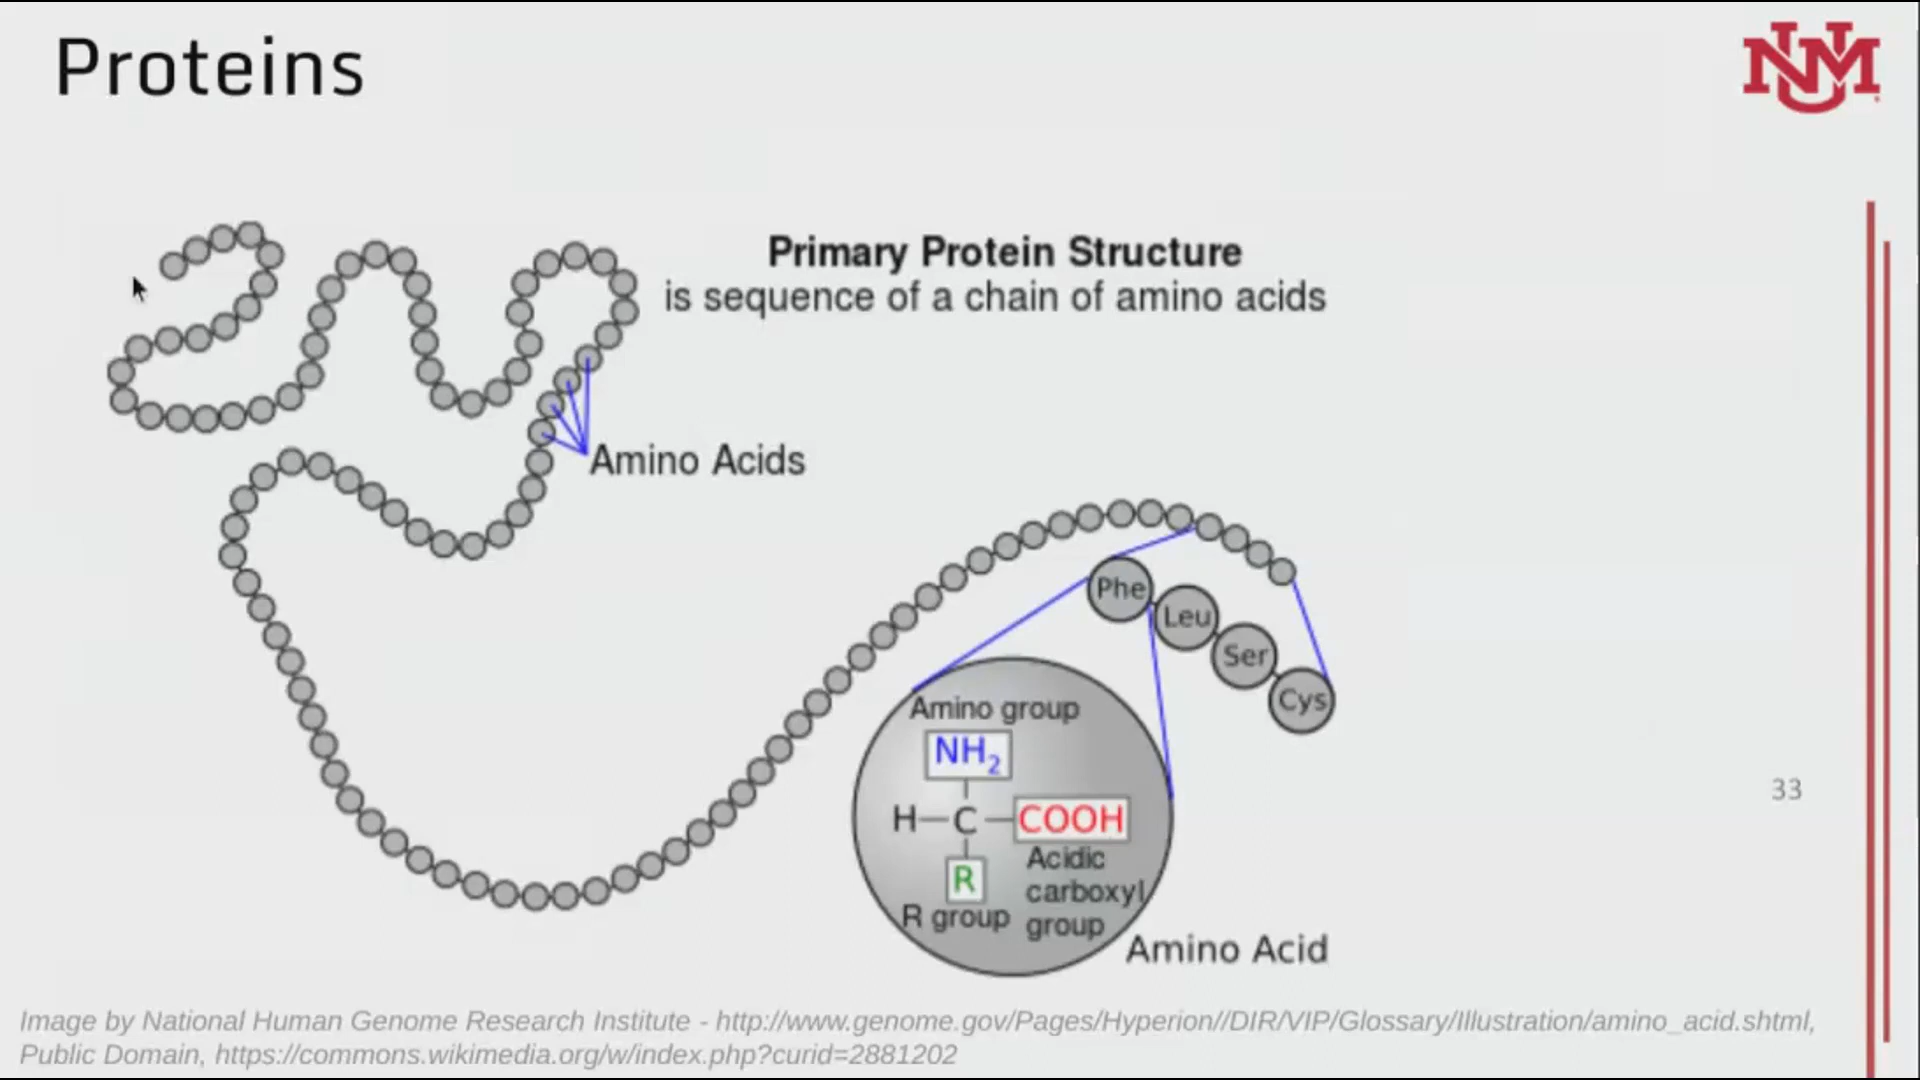 Proteins
NM
Primary Protein Structure
is sequence of a chain of amino acids
Amino Acids
Phe
Leu
Ser
Cys
Amino group
NH2
H–C–COOH
R
Acidic
carboxyl
group
R group
Amino Acid
33
Image by National Human Genome Research Institute - http://www.genome.gov/Pages/Hyperion//DIR/VIP/Glossary/Illustration/amino_acid.shtml,
Public Domain, https://commons.wikimedia.org/w/index.php?curid=2881202